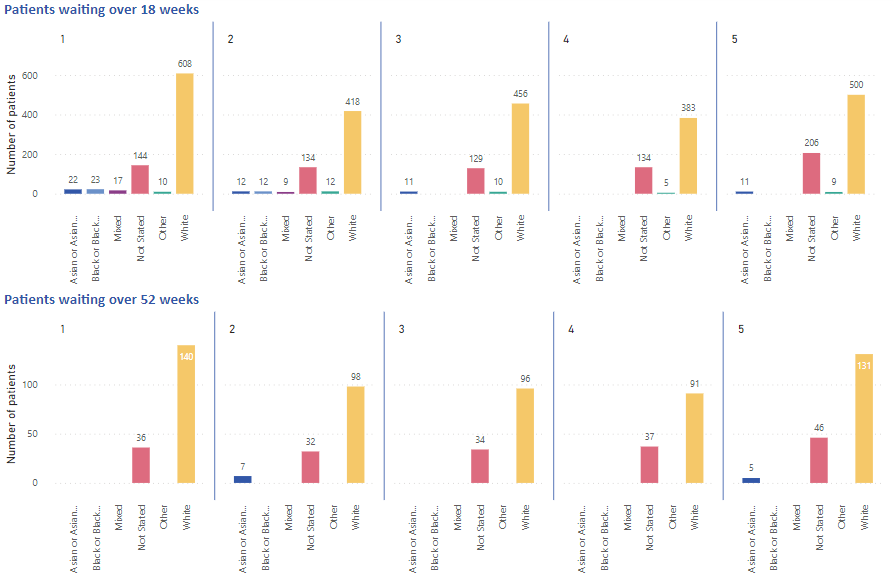 Patients waiting over 18 weeks
1 2 3 4 5
Number of patients
600
400
200
0
22 23 17 144 10 608
12 12 9 134 12 418
11 129 10 456
134 5 383
11 206 9 500
Asian or Asian... Black or Black... Mixed Not Stated Other White
Asian or Asian... Black or Black... Mixed Not Stated Other White
Asian or Asian... Black or Black... Mixed Not Stated Other White
Asian or Asian... Black or Black... Mixed Not Stated Other White
Asian or Asian... Black or Black... Mixed Not Stated Other White
Patients waiting over 52 weeks
1 2 3 4 5
Number of patients
100
50
0
36 140
7 32 98
34 96
37 91
5 46 131
Asian or Asian... Black or Black... Mixed Not Stated Other White
Asian or Asian... Black or Black... Mixed Not Stated Other White
Asian or Asian... Black or Black... Mixed Not Stated Other White
Asian or Asian... Black or Black... Mixed Not Stated Other White
Asian or Asian... Black or Black... Mixed Not Stated Other White